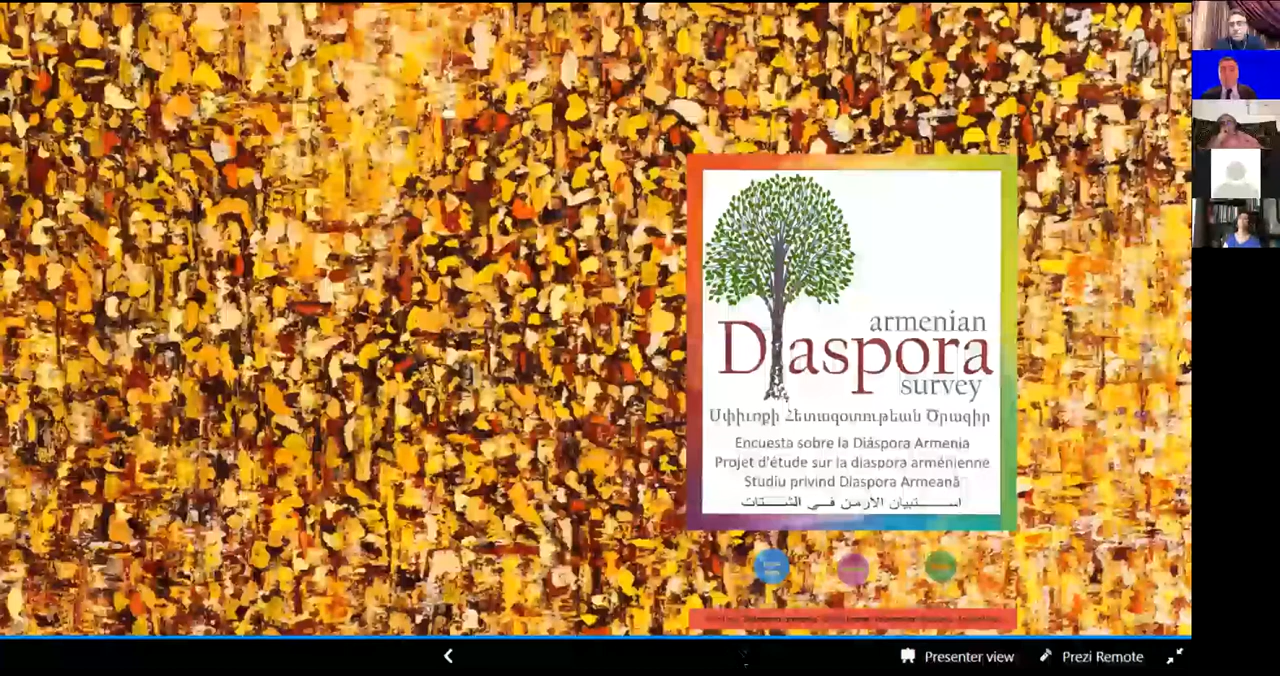 armenian
Diaspora
survey
Սփիւռքի Հետազօտութեան Ծրագիր
Encuesta sobre la Diáspora Armenia
Projet d'étude sur la diaspora arménienne
Studiu privind Diaspora Armeană
استبيان الارمن في الشتات
Presenter view
Prezi Remote